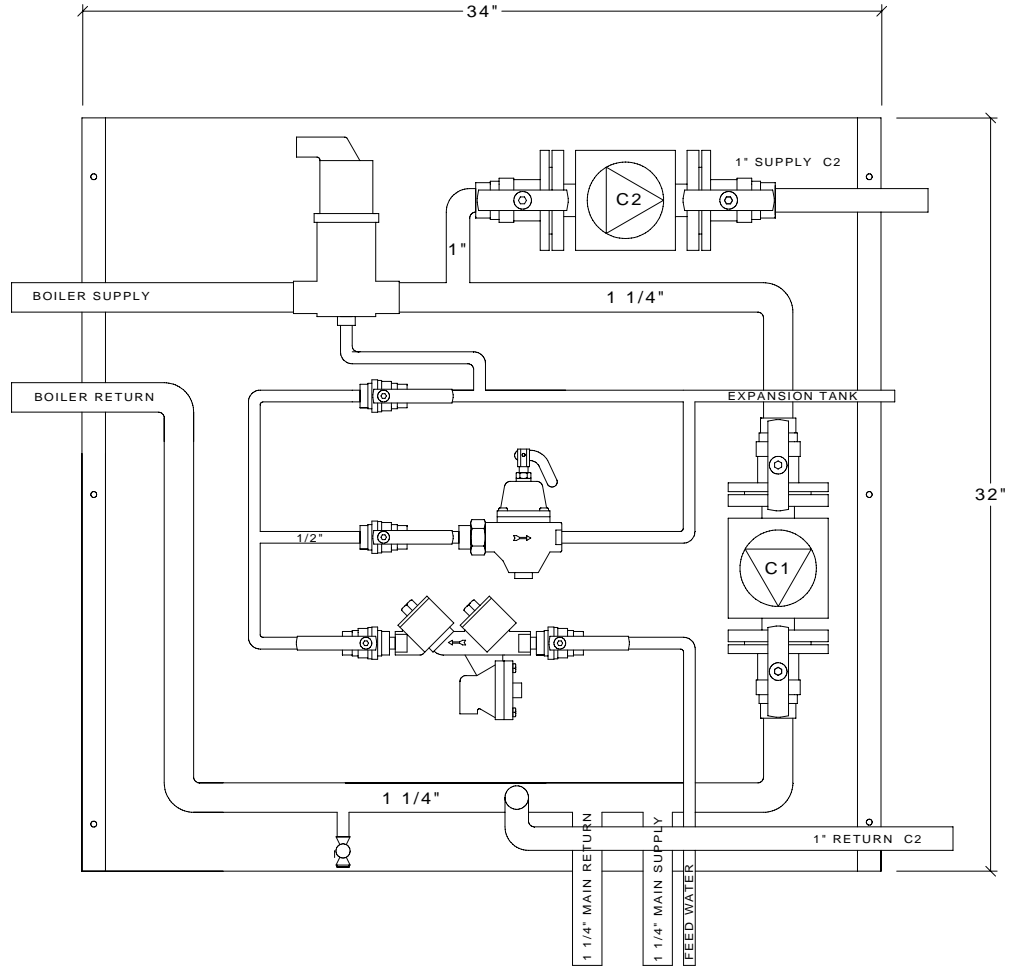 34"
1" SUPPLY C2
C2
1"
BOILER SUPPLY
1 1/4"
BOILER RETURN
EXPANSION TANK
32"
1/2"
C1
1 1/4"
1" RETURN C2
1 1/4" MAIN RETURN
1 1/4" MAIN SUPPLY
FEED WATER